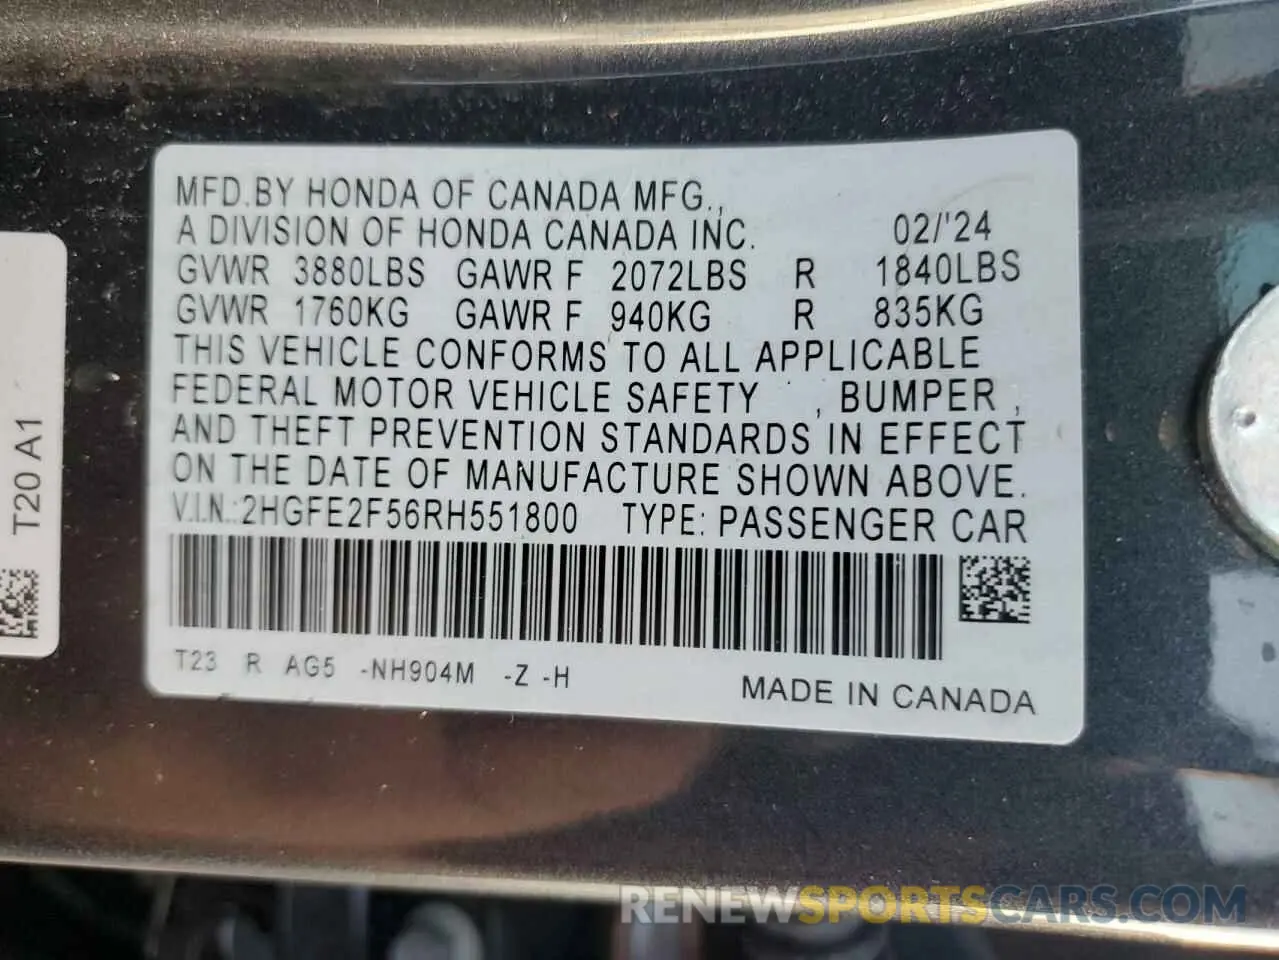 MFD.BY HONDA OF CANADA MFG.,
A DIVISION OF HONDA CANADA INC. 02/'24
GVWR 3880LBS GAWR F 2072LBS R 1840LBS
GVWR 1760KG GAWR F 940KG R 835KG
THIS VEHICLE CONFORMS TO ALL APPLICABLE
FEDERAL MOTOR VEHICLE SAFETY , BUMPER ,
AND THEFT PREVENTION STANDARDS IN EFFECT
ON THE DATE OF MANUFACTURE SHOWN ABOVE.
V.I.N.:2HGFE2F56RH551800 TYPE: PASSENGER CAR
T23 R AG5 -NH904M -Z -H
MADE IN CANADA
T20 A1
RENEWSPORTSCARS.COM